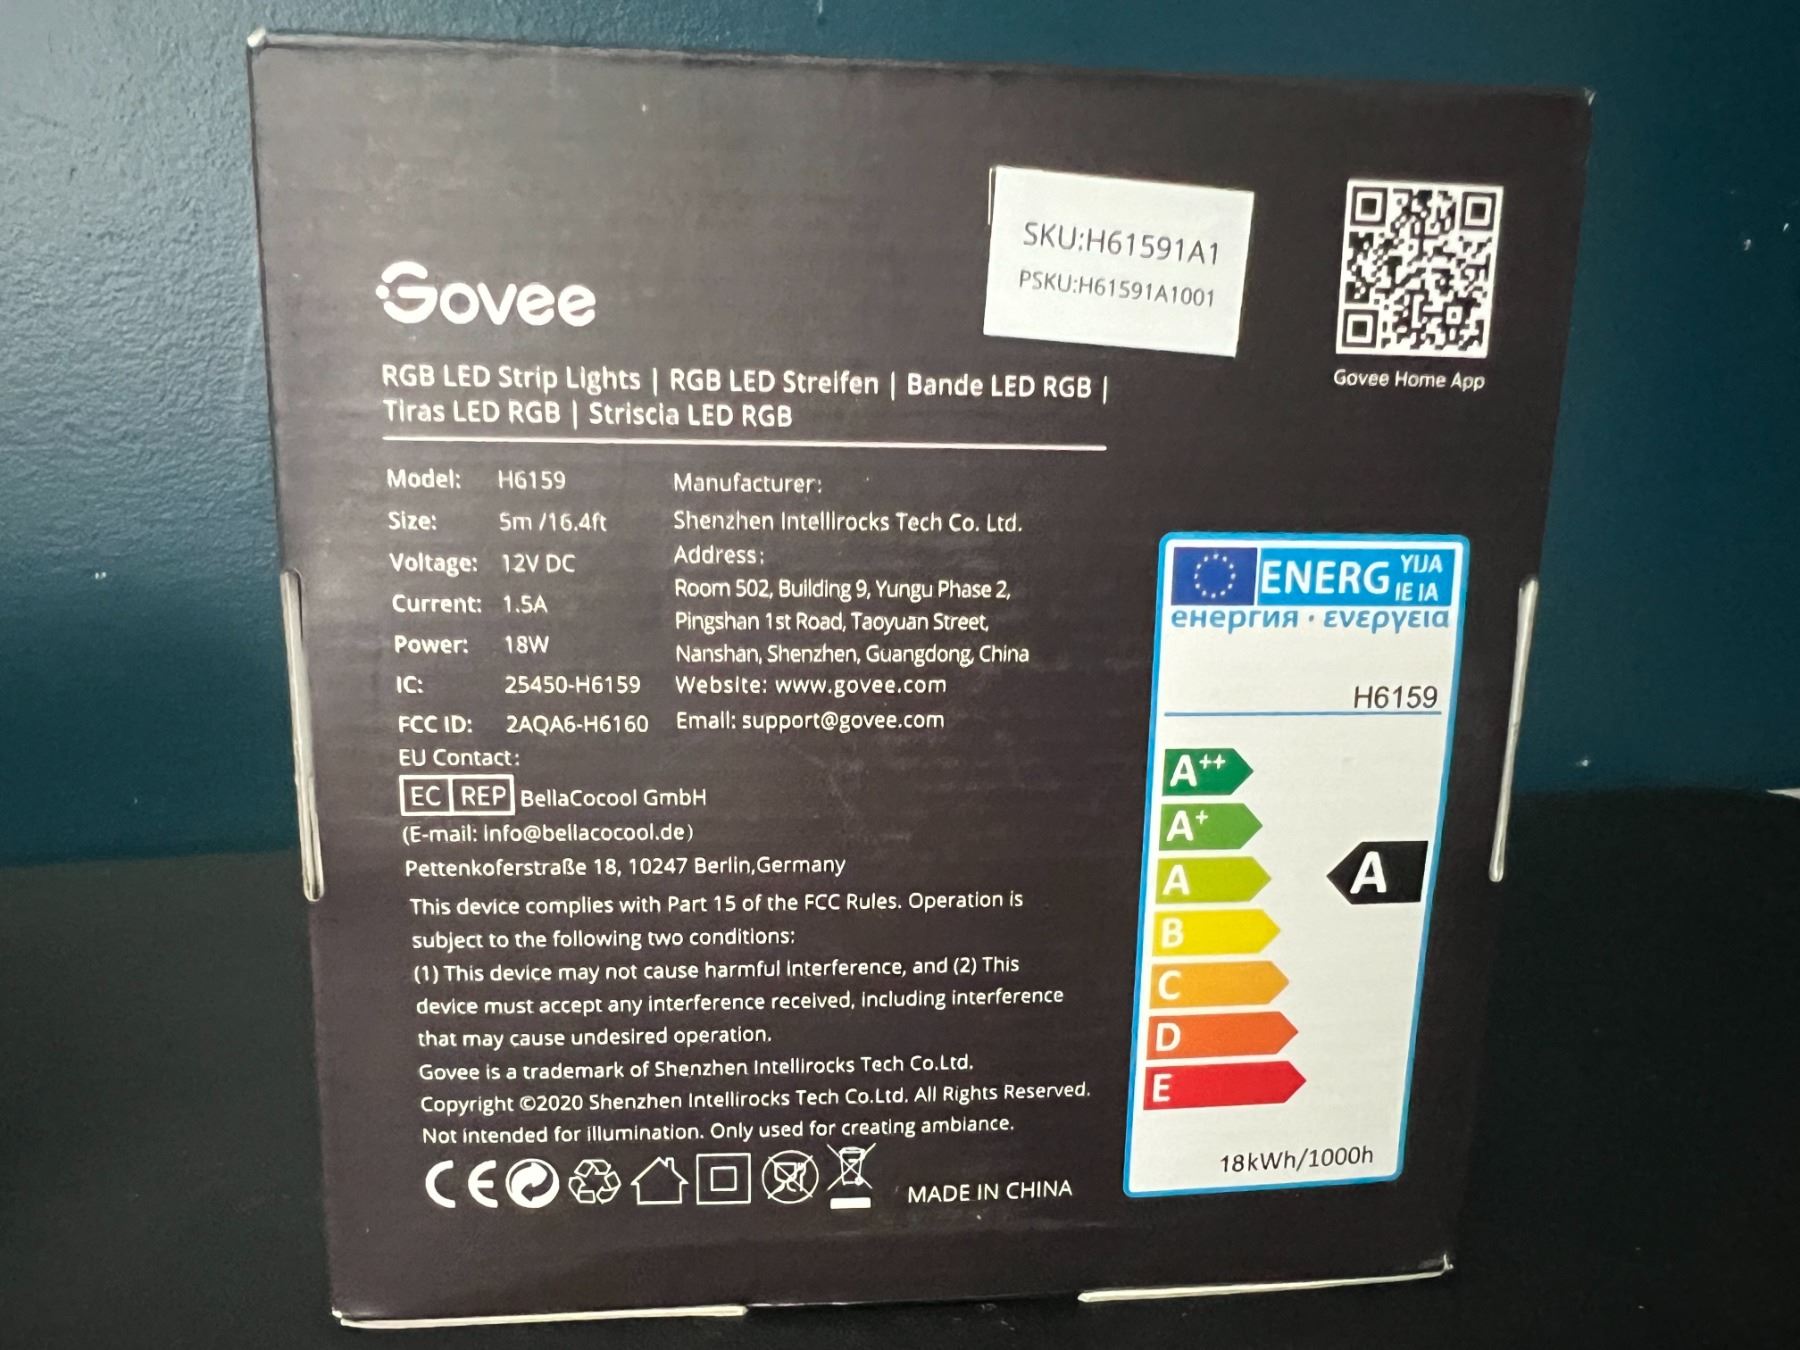 Govee
SKU:H61591A1
PSKU:H61591A1001
Govee Home App
RGB LED Strip Lights | RGB LED Streifen | Bande LED RGB |
Tiras LED RGB | Striscia LED RGB
Model: H6159
Size: 5m /16.4ft
Voltage: 12V DC
Current: 1.5A
Power: 18W
IC: 25450-H6159
FCC ID: 2AQA6-H6160
Manufacturer:
Shenzhen Intellirocks Tech Co. Ltd.
Address:
Room 502, Building 9, Yungu Phase 2,
Pingshan 1st Road, Taoyuan Street,
Nanshan, Shenzhen, Guangdong, China
Website: www.govee.com
Email: support@govee.com
EU Contact:
EC REP BellaCocool GmbH
(E-mail: info@bellacocool.de)
Pettenkoferstraße 18, 10247 Berlin,Germany
This device complies with Part 15 of the FCC Rules. Operation is
subject to the following two conditions:
(1) This device may not cause harmful interference, and (2) This
device must accept any interference received, including interference
that may cause undesired operation.
Govee is a trademark of Shenzhen Intellirocks Tech Co.Ltd.
Copyright ©2020 Shenzhen Intellirocks Tech Co.Ltd. All Rights Reserved.
Not intended for illumination. Only used for creating ambiance.
CE
MADE IN CHINA
ENERG YIJA
IE IA
енергия · ενεργεια
H6159
A++
A+
A
A
B
C
D
E
18kWh/1000h